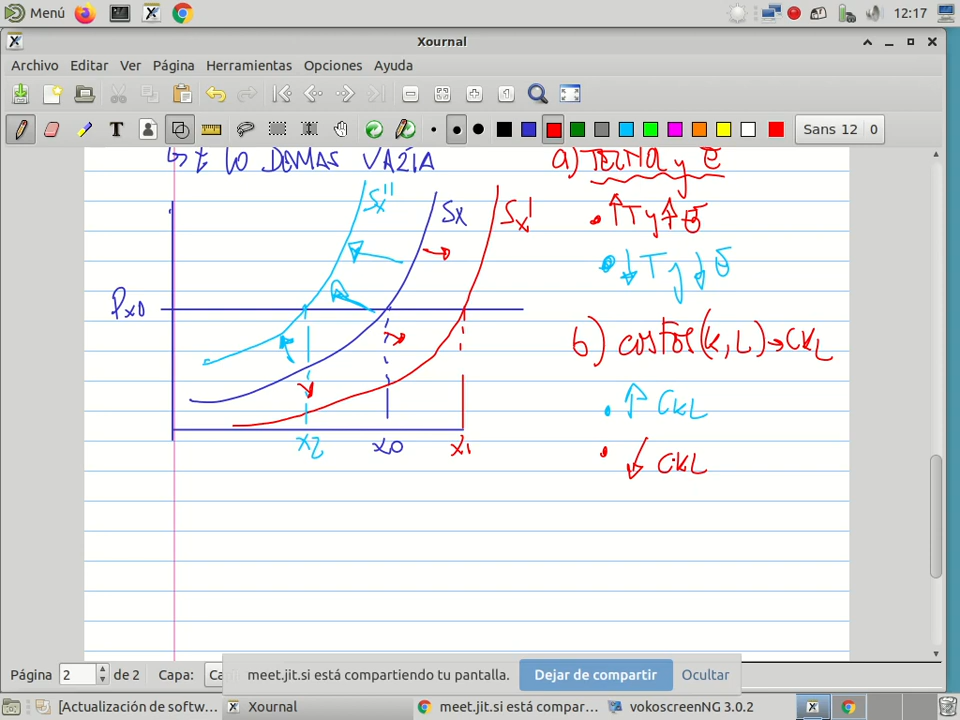 Menú
12:17
Xournal
Archivo Editar Ver Página Herramientas Opciones Ayuda
Sans 12 0
↳ lo DEMAS VARÍA
a) TECNO y
Sx'' Sx Sx'
• ↑T y ↑
• ↓T y ↓
Px0
b) costos (K, L) → CKL
• ↑ CKL
• ↓ CKL
x2 x0 x1
Página 2 de 2 Capa:
meet.jit.si está compartiendo tu pantalla. Dejar de compartir Ocultar
[Actualización de softw... Xournal meet.jit.si está compar... vokoscreenNG 3.0.2